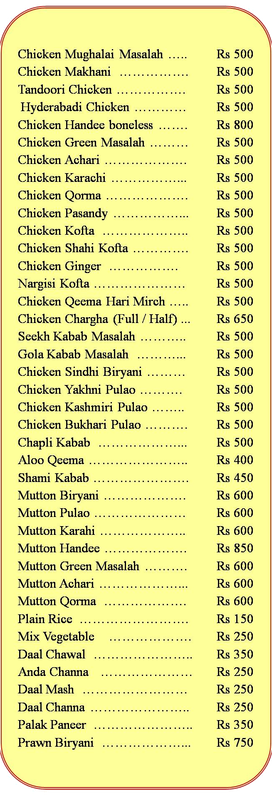 Chicken Mughalai Masalah ….. Rs 500
Chicken Makhani ……………. Rs 500
Tandoori Chicken ……………. Rs 500
Hyderabadi Chicken ………… Rs 500
Chicken Handee boneless ……. Rs 800
Chicken Green Masalah ……… Rs 500
Chicken Achari ………………. Rs 500
Chicken Karachi ……………... Rs 500
Chicken Qorma ………………. Rs 500
Chicken Pasandy ……………... Rs 500
Chicken Kofta ……………….. Rs 500
Chicken Shahi Kofta …………. Rs 500
Chicken Ginger ……………. Rs 500
Nargisi Kofta ………………… Rs 500
Chicken Qeema Hari Mirch ….. Rs 500
Chicken Chargha (Full / Half) ... Rs 650
Seekh Kabab Masalah ……….. Rs 500
Gola Kabab Masalah ………... Rs 500
Chicken Sindhi Biryani ……… Rs 500
Chicken Yakhni Pulao ………. Rs 500
Chicken Kashmiri Pulao …….. Rs 500
Chicken Bukhari Pulao ………. Rs 500
Chapli Kabab ……………... Rs 500
Aloo Qeema ………………….. Rs 400
Shami Kabab …………………. Rs 450
Mutton Biryani ………………. Rs 600
Mutton Pulao ………………… Rs 600
Mutton Karahi ……………….. Rs 600
Mutton Handee ………………. Rs 850
Mutton Green Masalah ………. Rs 600
Mutton Achari ………………... Rs 600
Mutton Qorma ………………. Rs 600
Plain Rice ……………………. Rs 150
Mix Vegetable ………………. Rs 250
Daal Chawal ………………….. Rs 350
Anda Channa ………………… Rs 250
Daal Mash …………………… Rs 250
Daal Channa ………………….. Rs 250
Palak Paneer ………………….. Rs 350
Prawn Biryani ………………... Rs 750